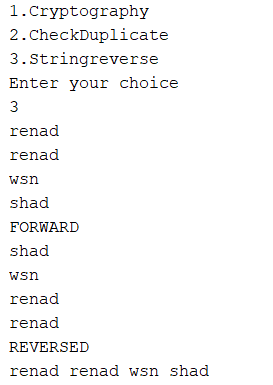 1.Cryptography
2.CheckDuplicate
3.Stringreverse
Enter your choice
3
renad
renad
wsn
shad
FORWARD
shad
wsn
renad
renad
REVERSED
renad renad wsn shad